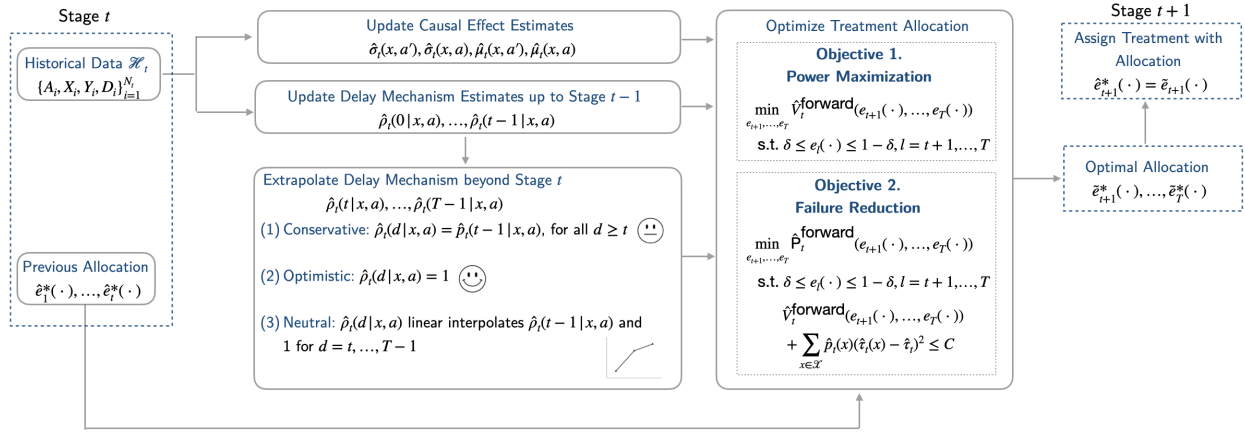 Stage t
Historical Data ℋ_t
{A_i, X_i, Y_i, D_i}_{i=1}^{N_t}
Previous Allocation
ê_1^*(·),…,ê_t^*(·)
Update Causal Effect Estimates
σ̂_t(x, a′), σ̂_t(x, a), μ̂_t(x, a′), μ̂_t(x, a)
Update Delay Mechanism Estimates up to Stage t − 1
ρ̂_t(0|x, a),…, ρ̂_t(t − 1|x, a)
Extrapolate Delay Mechanism beyond Stage t
ρ̂_t(t|x, a),…, ρ̂_t(T − 1|x, a)
(1) Conservative: ρ̂_t(d|x, a) = ρ̂_t(t − 1|x, a), for all d ≥ t
(2) Optimistic: ρ̂_t(d|x, a) = 1
(3) Neutral: ρ̂_t(d|x, a) linear interpolates ρ̂_t(t − 1|x, a) and
1 for d = t,…, T − 1
Optimize Treatment Allocation
Objective 1.
Power Maximization
min_{e_{t+1},…,e_T} V̂_t^{forward}(e_{t+1}(·),…, e_T(·))
s.t. δ ≤ e_l(·) ≤ 1 − δ, l = t + 1,…, T
Objective 2.
Failure Reduction
min_{e_{t+1},…,e_T} P̂_t^{forward}(e_{t+1}(·),…, e_T(·))
s.t. δ ≤ e_l(·) ≤ 1 − δ, l = t + 1,…, T
V̂_t^{forward}(e_{t+1}(·),…, e_T(·))
+ ∑_{x∈𝒳} p̂_t(x)(τ̂_t(x) − τ̂_t)² ≤ C
Stage t + 1
Assign Treatment with
Allocation
ê_{t+1}^*(·) = ẽ_{t+1}(·)
Optimal Allocation
ẽ_{t+1}^*(·),…, ẽ_T^*(·)